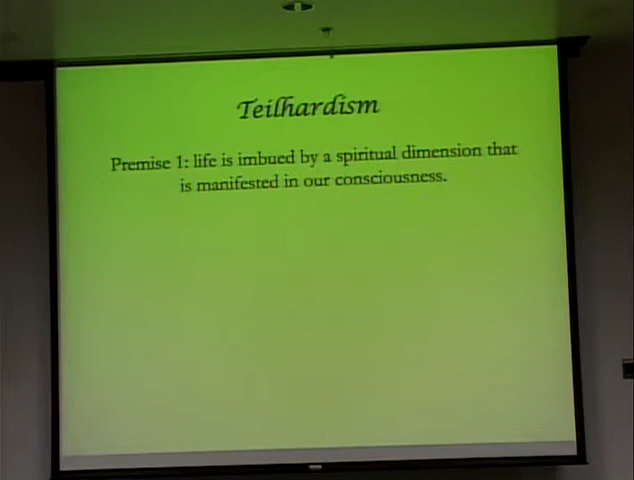 Teilhardism
Premise 1: life is imbued by a spiritual dimension that
is manifested in our consciousness.